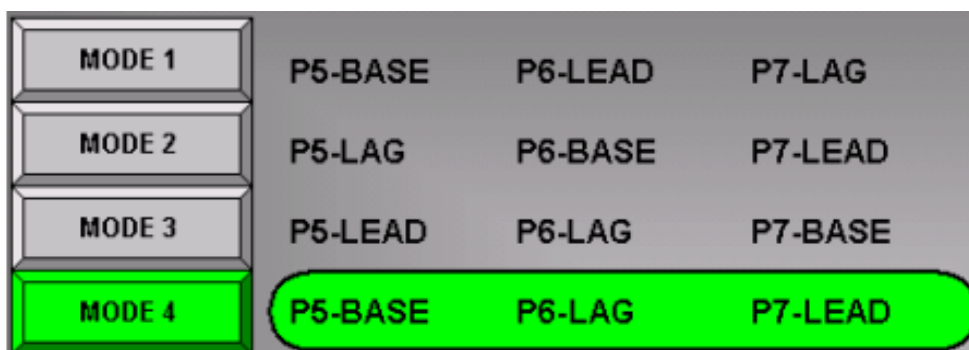 MODE 1 P5-BASE P6-LEAD P7-LAG
MODE 2 P5-LAG P6-BASE P7-LEAD
MODE 3 P5-LEAD P6-LAG P7-BASE
MODE 4 P5-BASE P6-LAG P7-LEAD